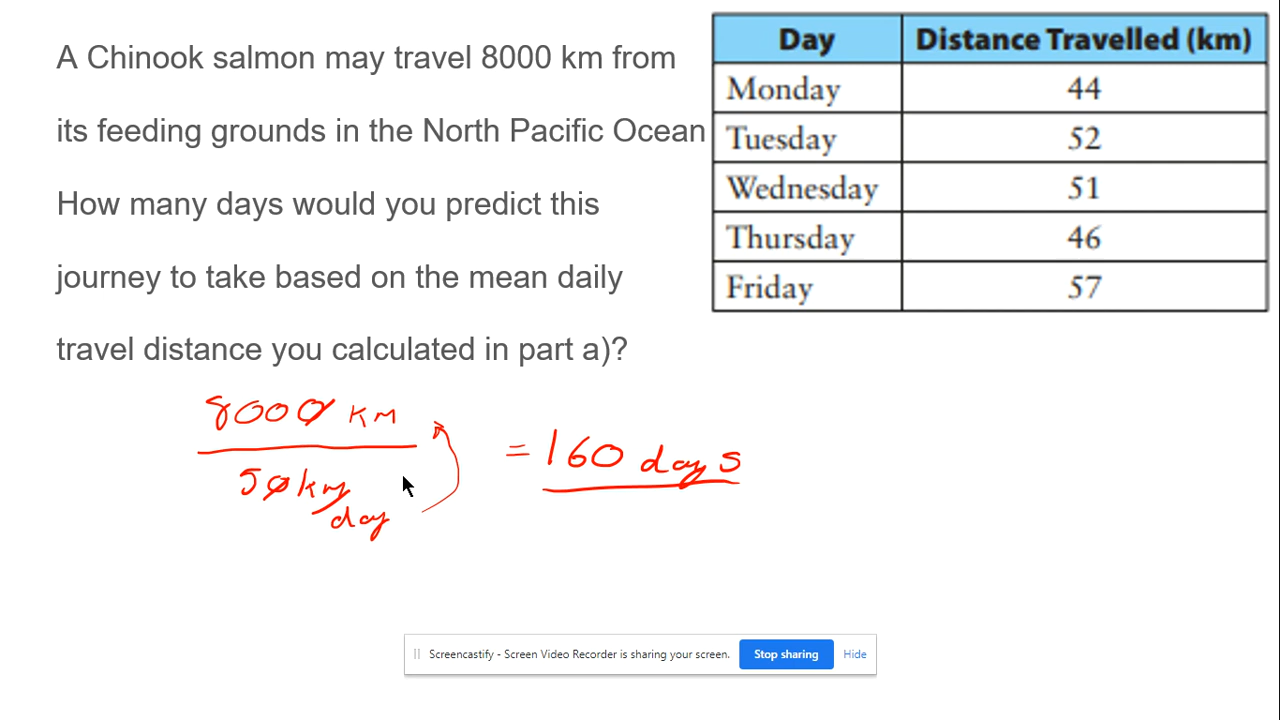 A Chinook salmon may travel 8000 km from
its feeding grounds in the North Pacific Ocean
How many days would you predict this
journey to take based on the mean daily
travel distance you calculated in part a)?
Day Distance Travelled (km)
Monday 44
Tuesday 52
Wednesday 51
Thursday 46
Friday 57
8000 km
50 km/day
= 160 days
Screencastify - Screen Video Recorder is sharing your screen. Stop sharing Hide